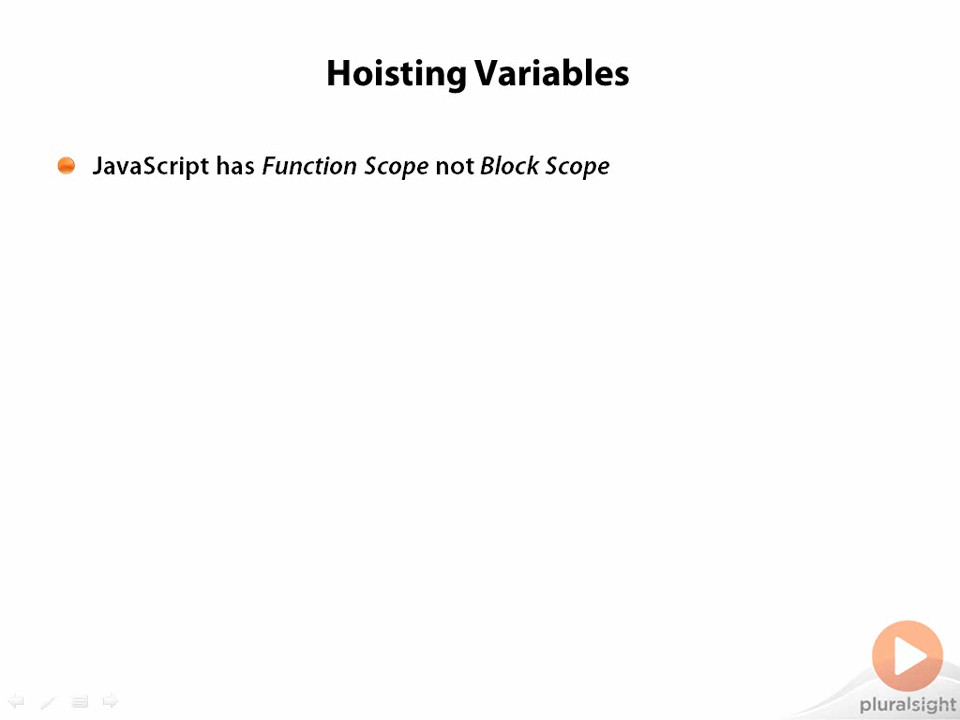 Hoisting Variables
JavaScript has Function Scope not Block Scope
pluralsight